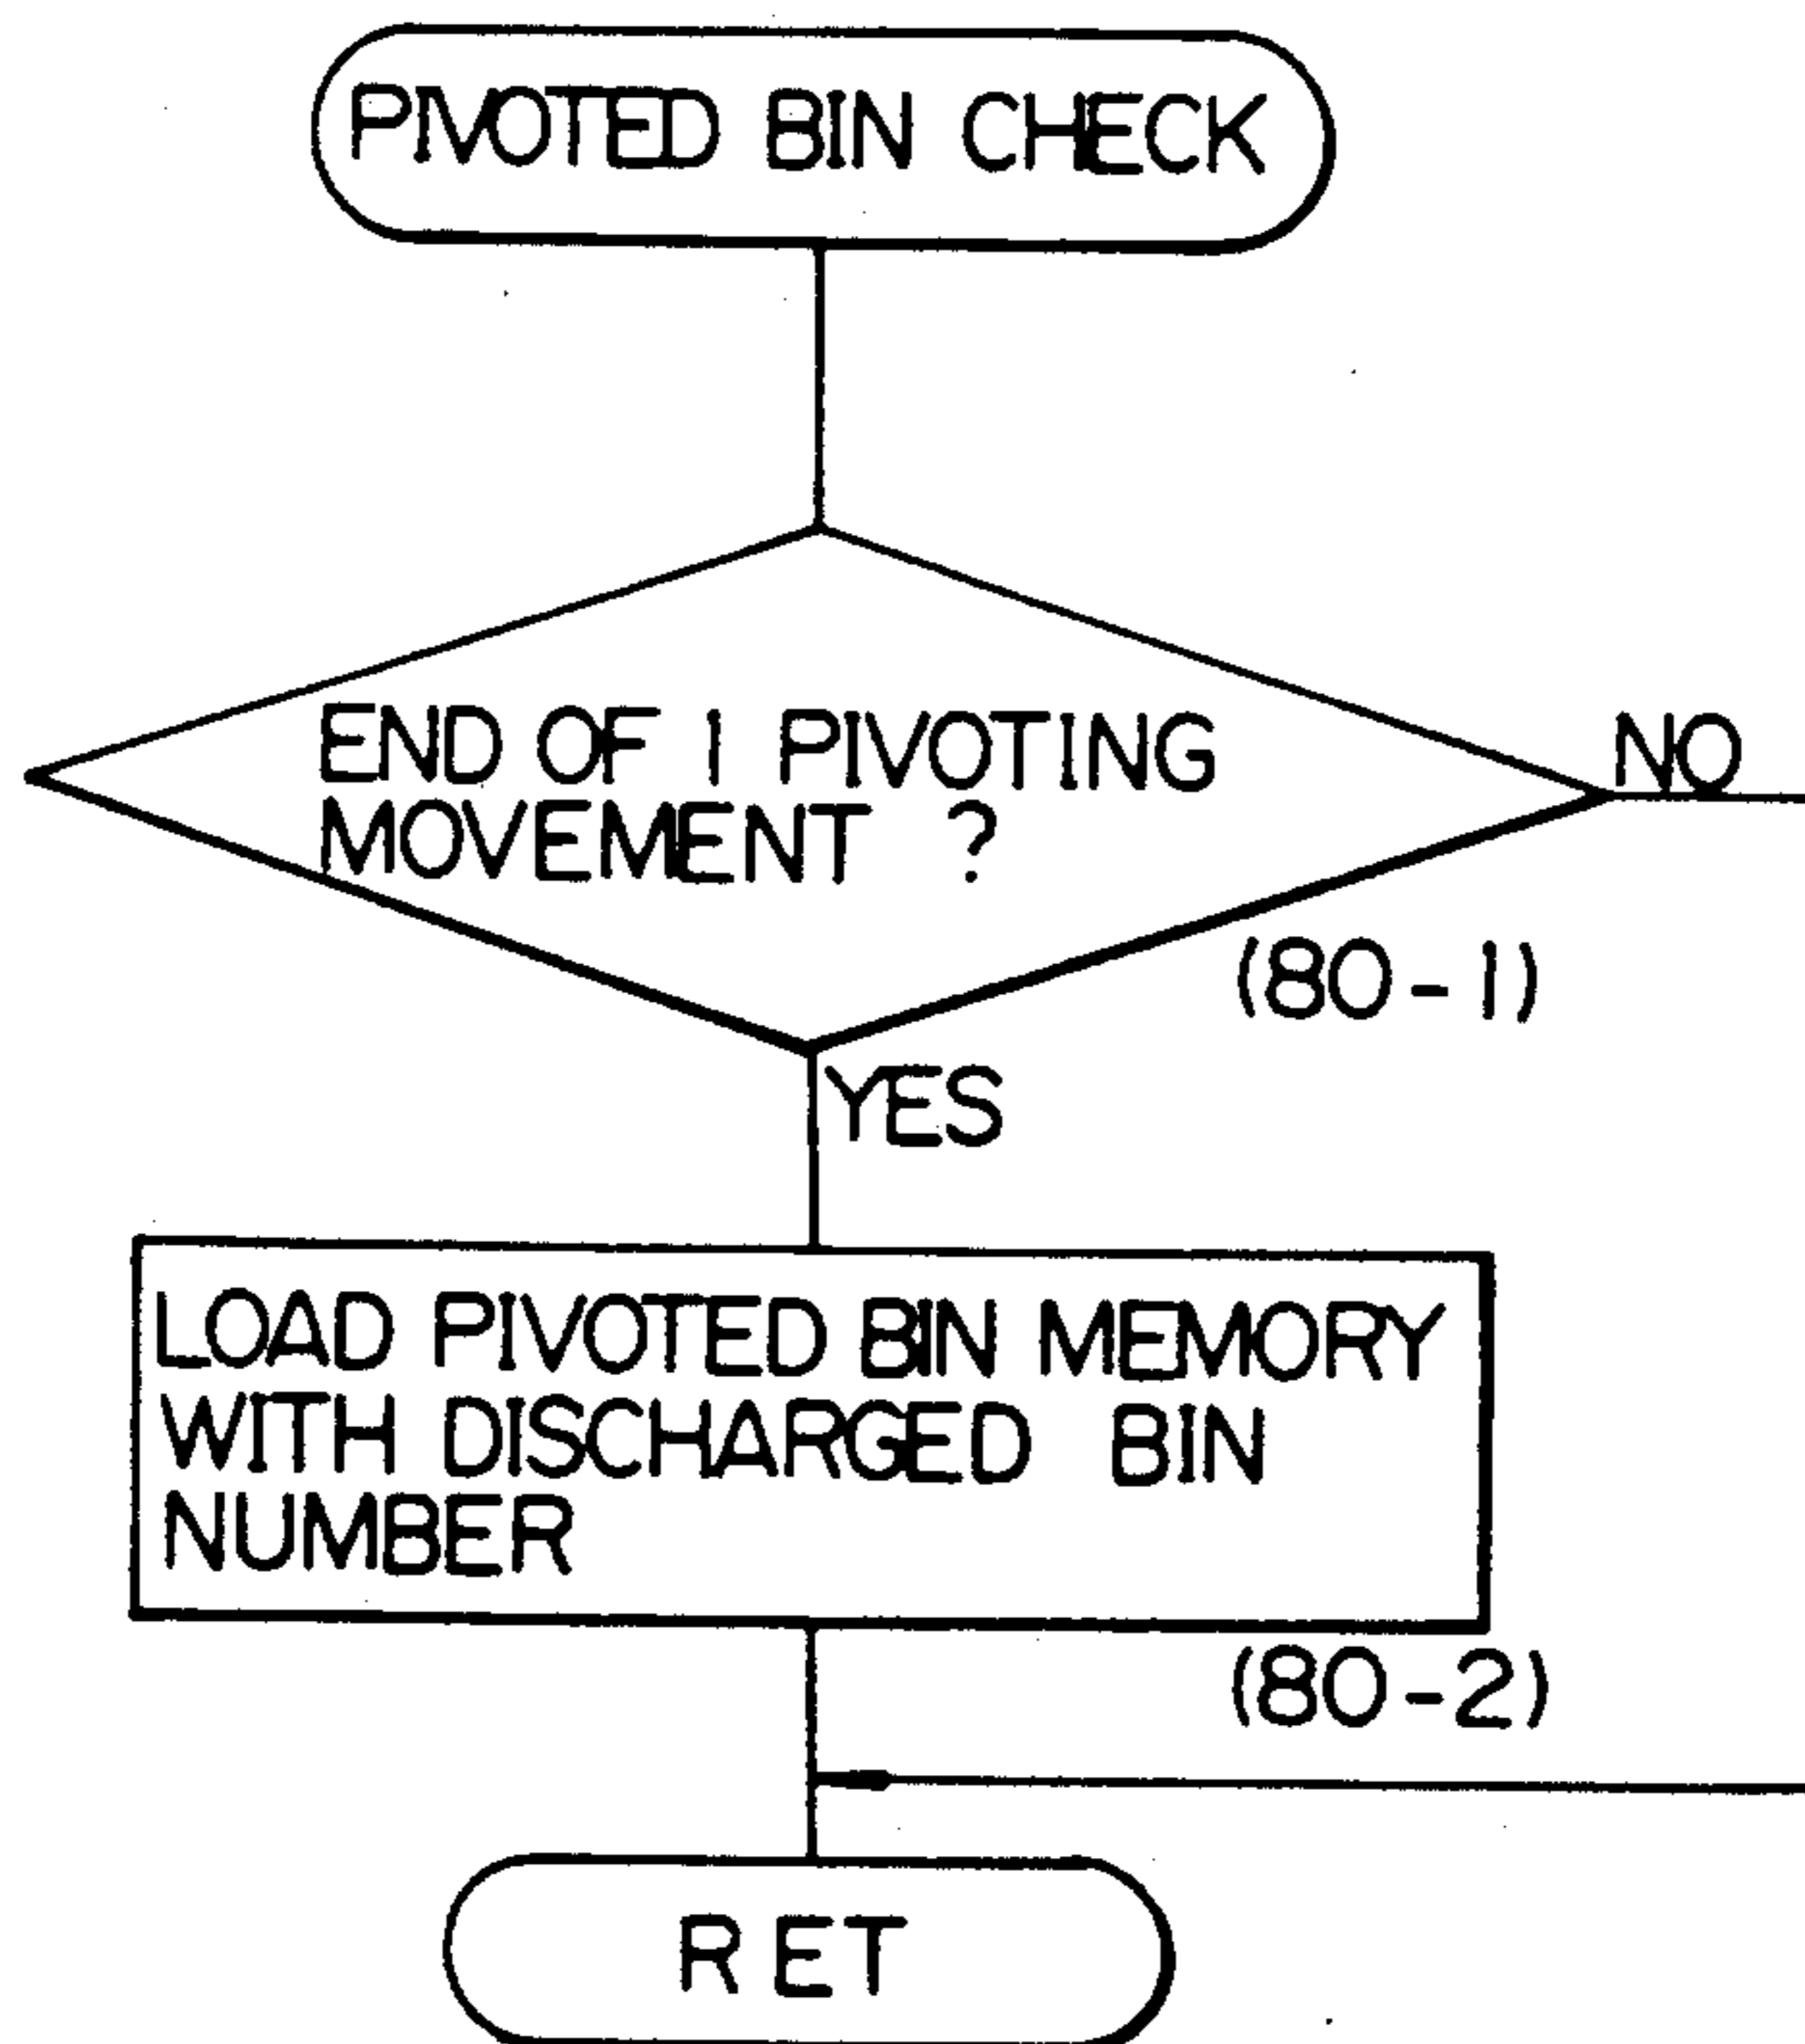 PIVOTED BIN CHECK
END OF 1 PIVOTING
MOVEMENT ?
NO
(80-1)
YES
LOAD PIVOTED BIN MEMORY
WITH DISCHARGED BIN
NUMBER
(80-2)
RET